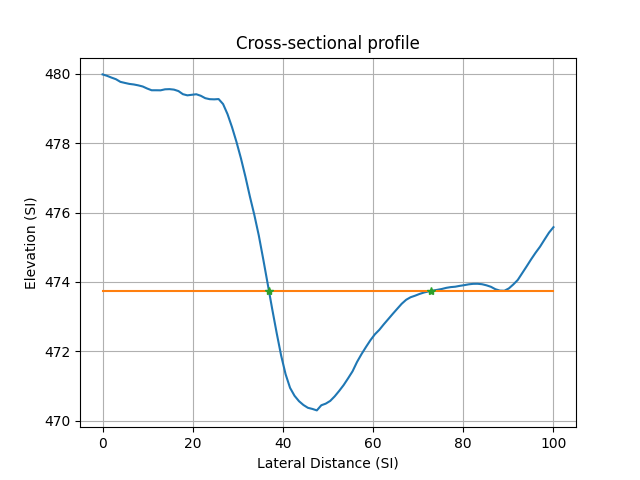 Cross-sectional profile
Elevation (SI)
480
478
476
474
472
470
0 20 40 60 80 100
Lateral Distance (SI)